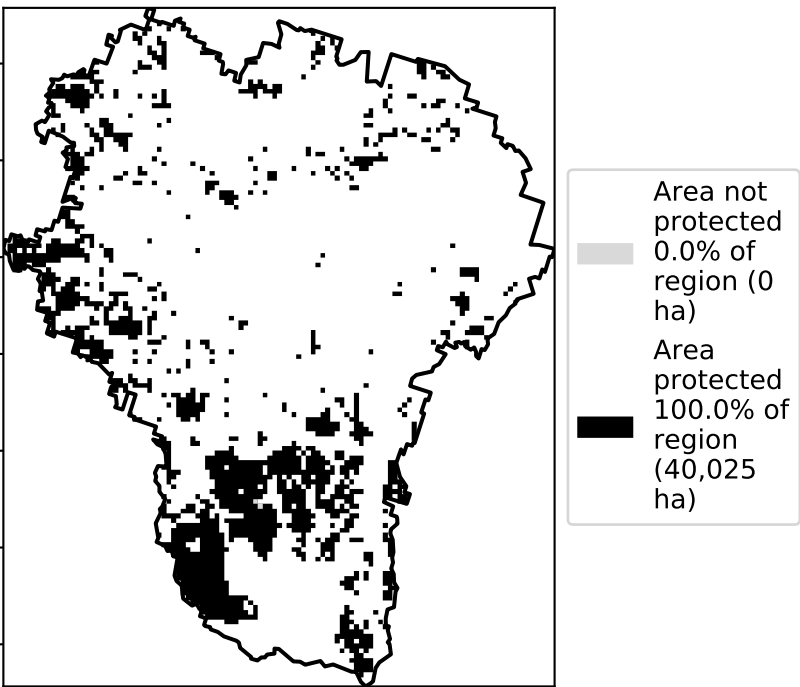 Area not
protected
0.0% of
region (0
ha)
Area
protected
100.0% of
region
(40,025
ha)